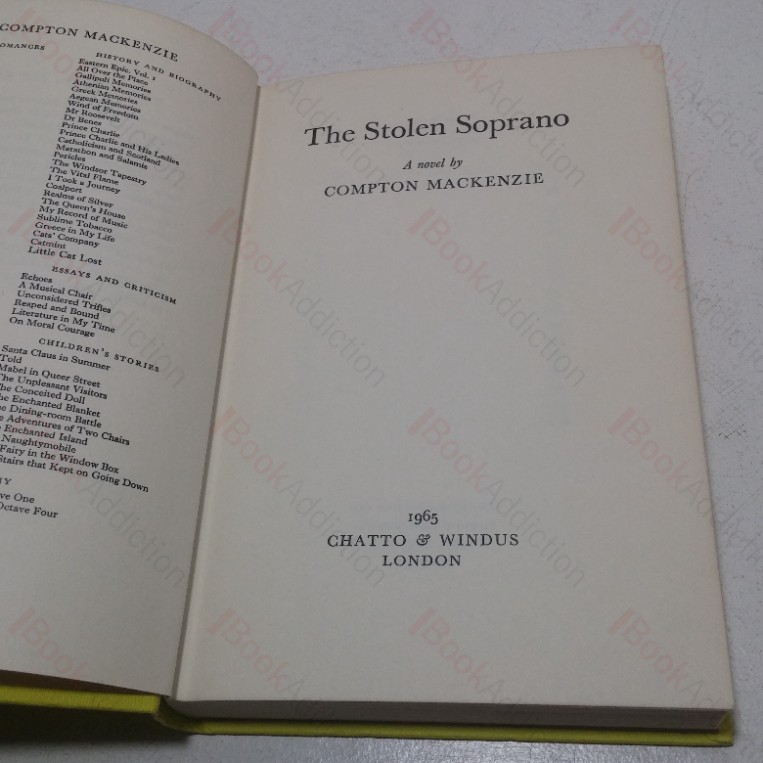 COMPTON MACKENZIE
HISTORY AND BIOGRAPHY
Eastern Epic, Vol. 1
All Over the Place
Gallipoli Memories
Athenian Memories
Greek Memories
Aegean Memories
Wind of Freedom
Mr Roosevelt
Dr Benes
Prince Charlie
Prince Charlie and His Ladies
Catholicism and Scotland
Marathon and Salamis
Pericles
The Windsor Tapestry
The Vital Flame
I Took a Journey
Coalport
Realms of Silver
The Queen's House
My Record of Music
Sublime Tobacco
Greece in My Life
Cats' Company
Catmint
Little Cat Lost
ESSAYS AND CRITICISM
Echoes
A Musical Chair
Unconsidered Trifles
Reaped and Bound
Literature in My Time
On Moral Courage
CHILDREN'S STORIES
Santa Claus in Summer
Told
Mabel in Queer Street
The Unpleasant Visitors
The Conceited Doll
The Enchanted Blanket
Dining-room Battle
Adventures of Two Chairs
Enchanted Island
Naughtymobile
Fairy in the Window Box
Stairs that Kept on Going Down
One
Octave Four
The Stolen Soprano
A novel by
COMPTON MACKENZIE
1965
CHATTO & WINDUS
LONDON
BookAddiction